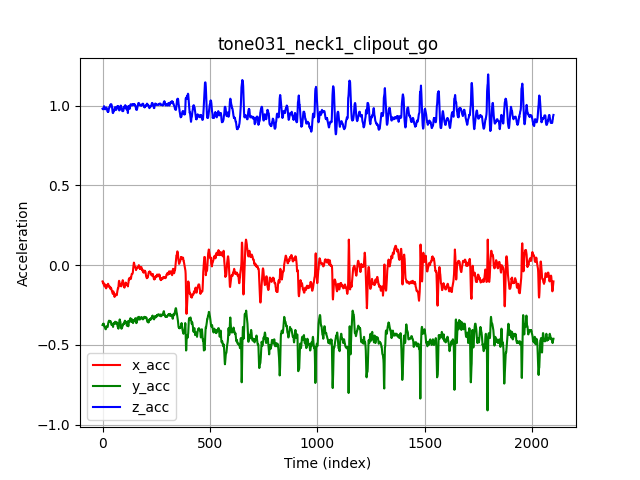 tone031_neck1_clipout_go
Acceleration
1.0
0.5
0.0
−0.5
−1.0
x_acc
y_acc
z_acc
0
500
1000
1500
2000
Time (index)